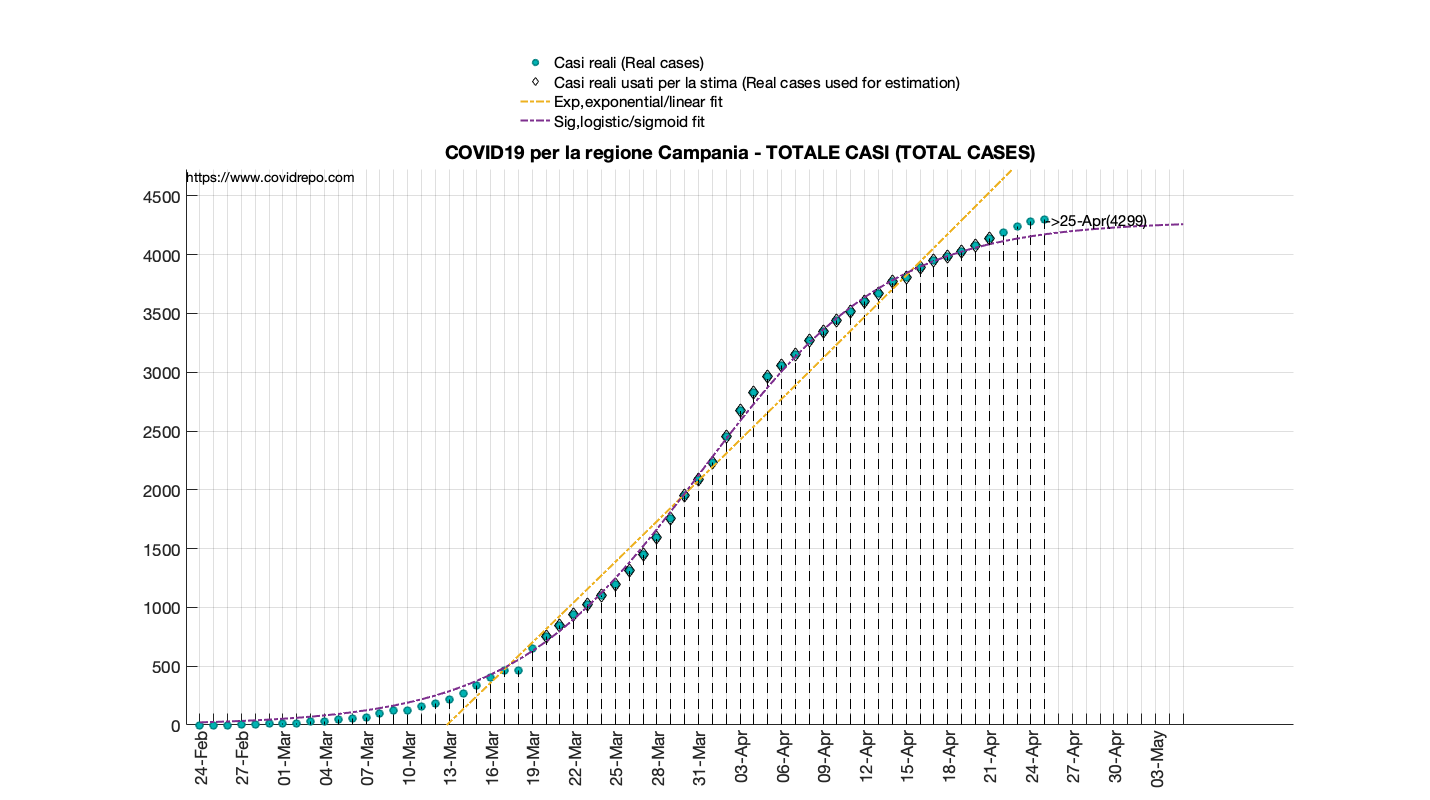 Casi reali (Real cases)
Casi reali usati per la stima (Real cases used for estimation)
Exp,exponential/linear fit
Sig,logistic/sigmoid fit
COVID19 per la regione Campania - TOTALE CASI (TOTAL CASES)
https://www.covidrepo.com
4500
>25-Apr(4299)
4000
3500
3000
2500
2000
1500
1000
500
0
24-Feb
27-Feb
01-Mar
04-Mar
07-Mar
10-Mar
13-Mar
16-Mar
19-Mar
22-Mar
25-Mar
28-Mar
31-Mar
03-Apr
06-Apr
09-Apr
12-Apr
15-Apr
18-Apr
21-Apr
24-Apr
27-Apr
30-Apr
03-May